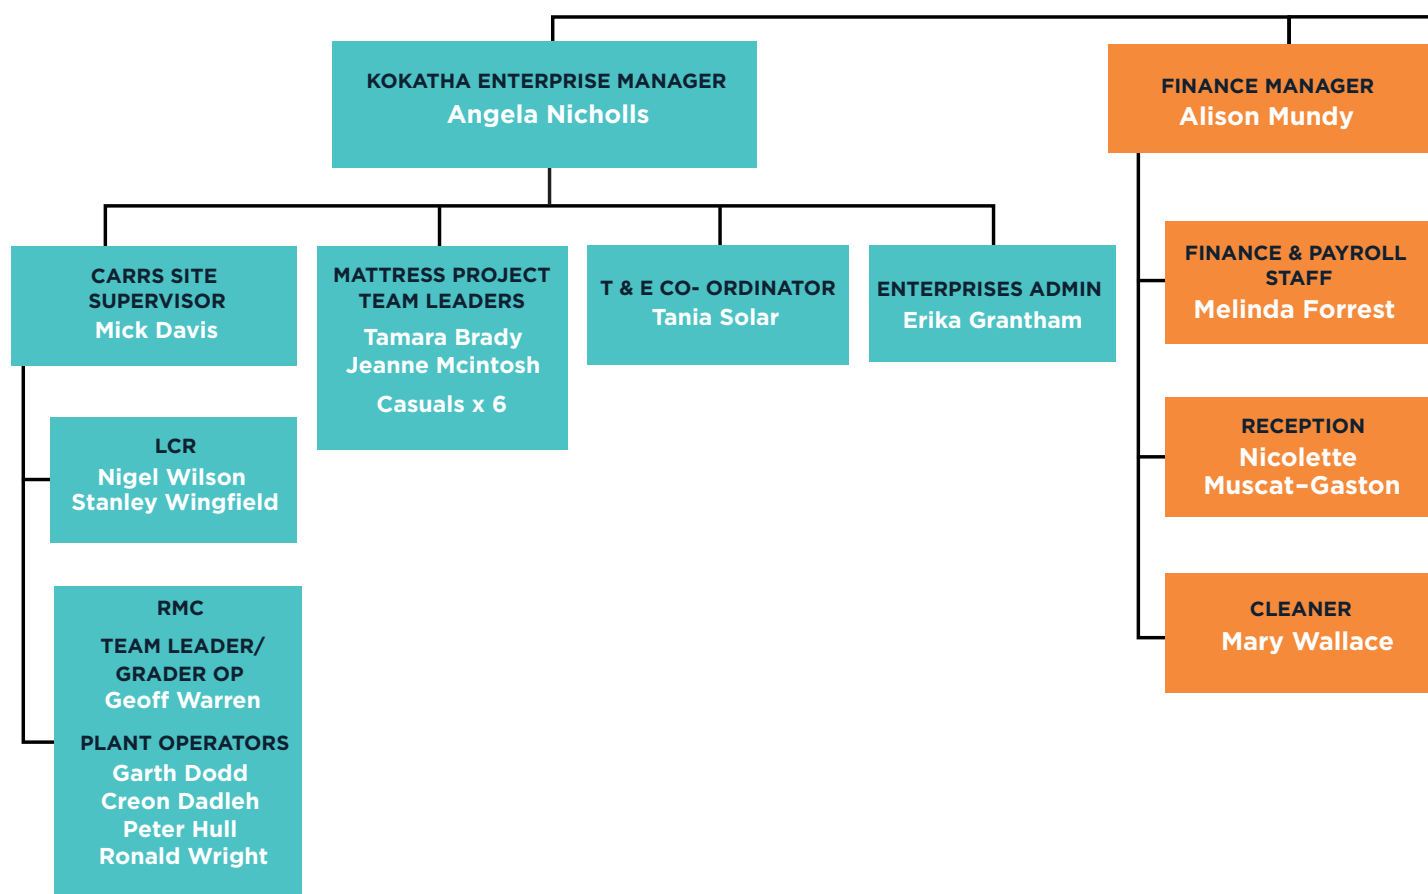 KOKATHA ENTERPRISE MANAGER
Angela Nicholls
FINANCE MANAGER
Alison Mundy
CARRS SITE
SUPERVISOR
Mick Davis
MATTRESS PROJECT
TEAM LEADERS
Tamara Brady
Jeanne Mcintosh
Casuals x 6
T & E CO- ORDINATOR
Tania Solar
ENTERPRISES ADMIN
Erika Grantham
FINANCE & PAYROLL
STAFF
Melinda Forrest
LCR
Nigel Wilson
Stanley Wingfield
RECEPTION
Nicolette
Muscat–Gaston
RMC
TEAM LEADER/
GRADER OP
Geoff Warren
PLANT OPERATORS
Garth Dodd
Creon Dadleh
Peter Hull
Ronald Wright
CLEANER
Mary Wallace